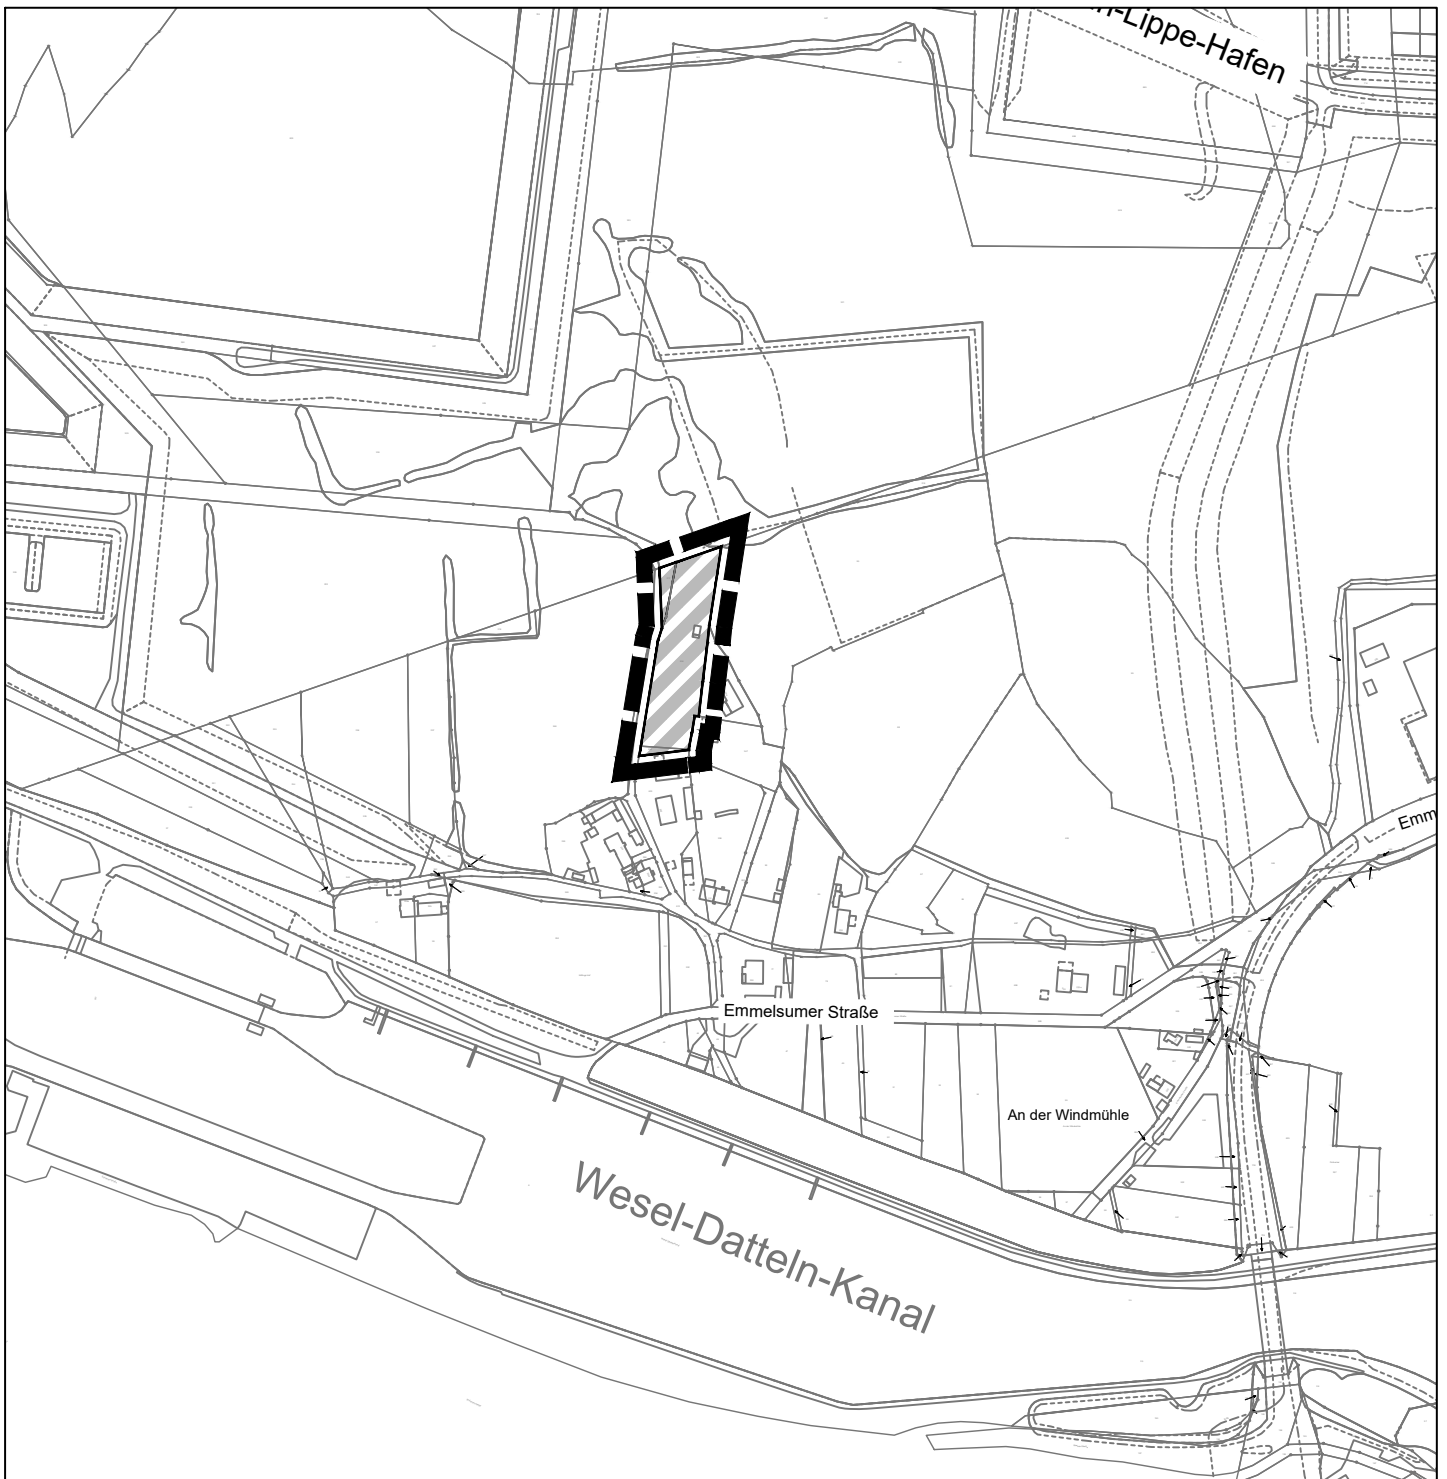 -Lippe-Hafen
Emm
Emmelsumer Straße
An der Windmühle
Wesel-Datteln-Kanal